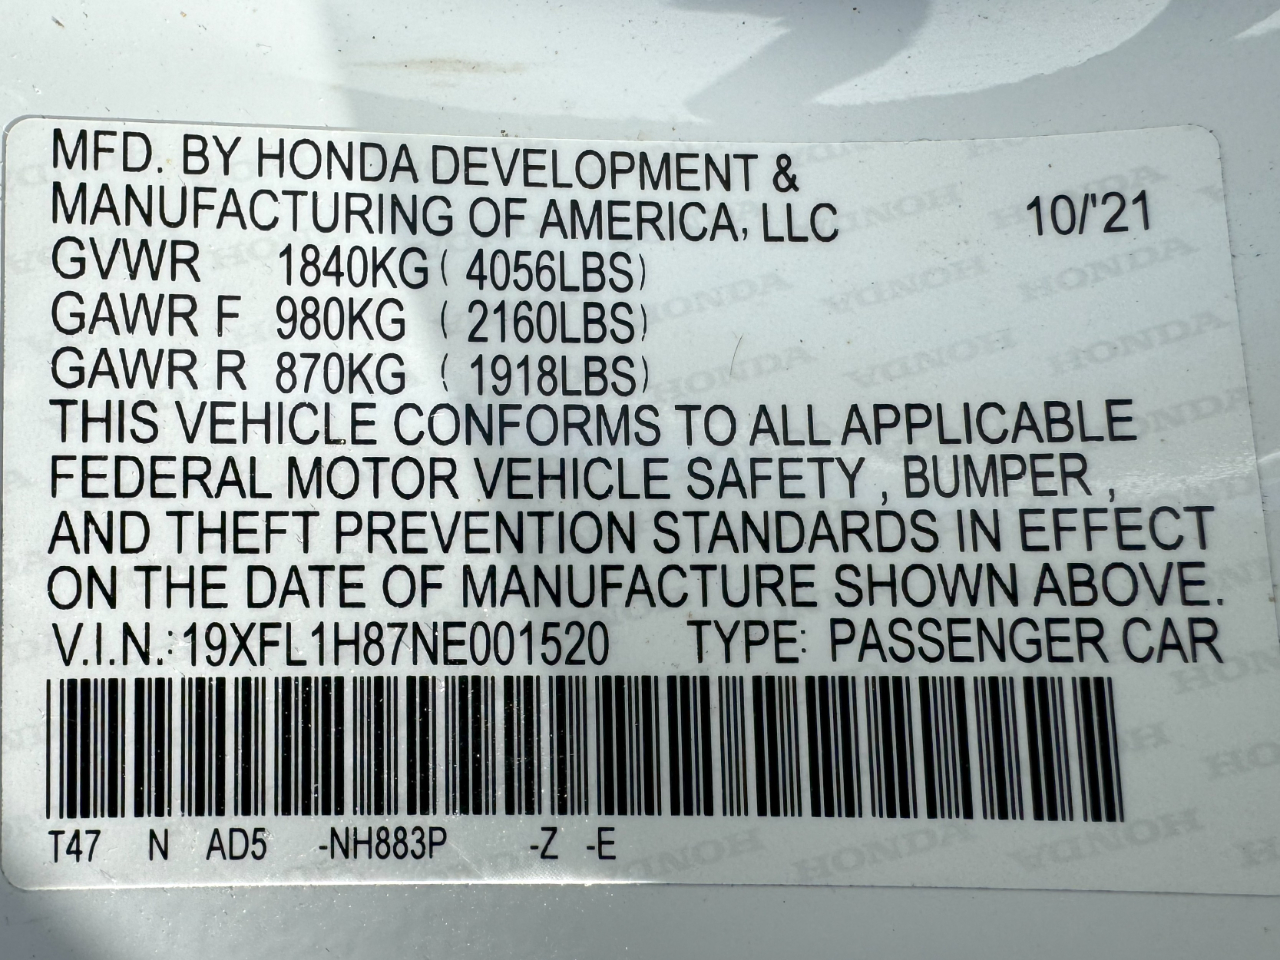 MFD. BY HONDA DEVELOPMENT &
MANUFACTURING OF AMERICA, LLC 10/'21
GVWR 1840KG ( 4056LBS)
GAWR F 980KG ( 2160LBS)
GAWR R 870KG ( 1918LBS)
THIS VEHICLE CONFORMS TO ALL APPLICABLE
FEDERAL MOTOR VEHICLE SAFETY , BUMPER ,
AND THEFT PREVENTION STANDARDS IN EFFECT
ON THE DATE OF MANUFACTURE SHOWN ABOVE.
V.I.N.: 19XFL1H87NE001520 TYPE: PASSENGER CAR
T47 N AD5 -NH883P -Z -E